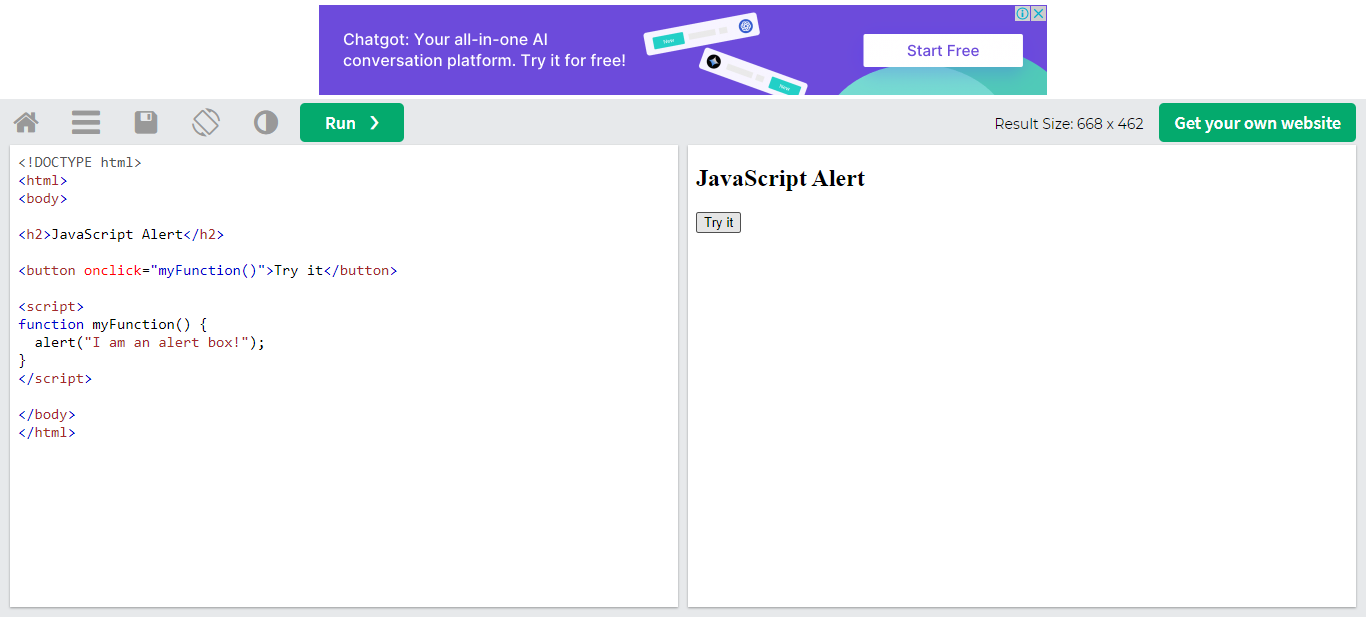 Chatgot: Your all-in-one AI
conversation platform. Try it for free!
New
New
Start Free
Run ❯
Result Size: 668 x 462
Get your own website
<!DOCTYPE html>
<html>
<body>
<h2>JavaScript Alert</h2>
<button onclick="myFunction()">Try it</button>
<script>
function myFunction() {
  alert("I am an alert box!");
}
</script>
</body>
</html>
JavaScript Alert
Try it